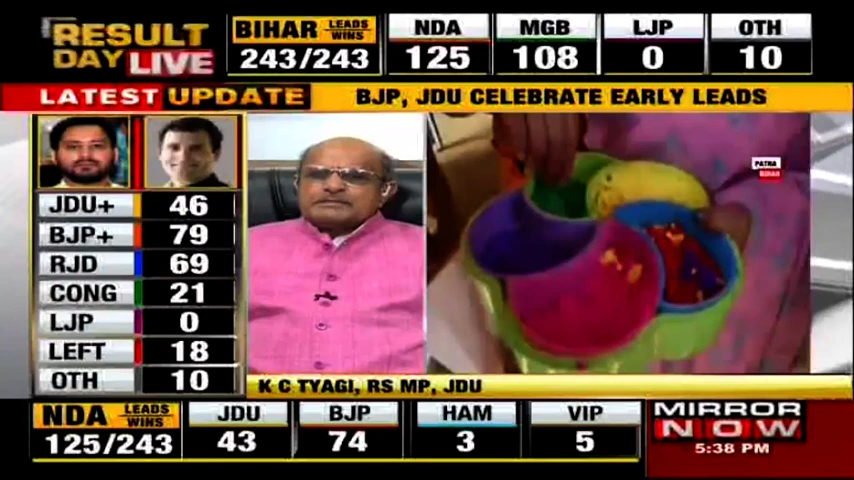 RESULT
DAY LIVE
BIHAR LEADS WINS
243/243
NDA
125
MGB
108
LJP
0
OTH
10
LATEST UPDATE
BJP, JDU CELEBRATE EARLY LEADS
PATNA
BIHAR
JDU+ 46
BJP+ 79
RJD 69
CONG 21
LJP 0
LEFT 18
OTH 10
K C TYAGI, RS MP, JDU
NDA LEADS WINS
125/243
JDU
43
BJP
74
HAM
3
VIP
5
MIRROR
NOW
5:38 PM